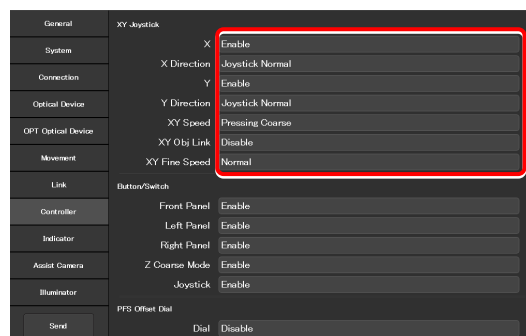 General
System
Connection
Optical Device
OPT Optical Device
Movement
Link
Controller
Indicator
Assist Camera
Illuminator
Send
XY Joystick
X Enable
X Direction Joystick Normal
Y Enable
Y Direction Joystick Normal
XY Speed Pressing Coarse
XY Obj Link Disable
XY Fine Speed Normal
Button/Switch
Front Panel Enable
Left Panel Enable
Right Panel Enable
Z Coarse Mode Enable
Joystick Enable
PFS Offset Dial
Dial Disable